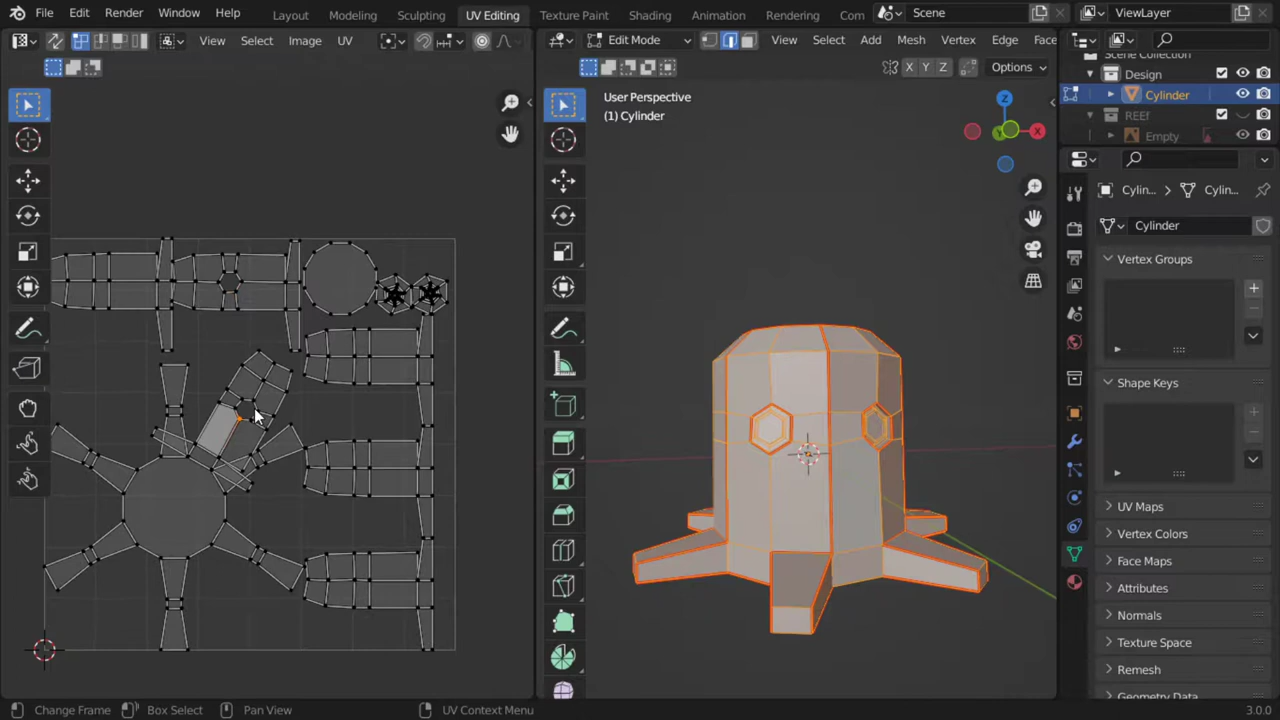 File Edit Render Window Help Layout Modeling Sculpting UV Editing Texture Paint Shading Animation Rendering Com Scene ViewLayer
View Select Image UV Edit Mode View Select Add Mesh Vertex Edge Face
X Y Z Options
Scene Collection
Design
Cylinder
REEf
Empty
User Perspective
(1) Cylinder
Z
Y
X
Cylin... Cylin...
Cylinder
Vertex Groups
Shape Keys
UV Maps
Vertex Colors
Face Maps
Attributes
Normals
Texture Space
Remesh
Geometry Data
Change Frame Box Select Pan View UV Context Menu 3.0.0